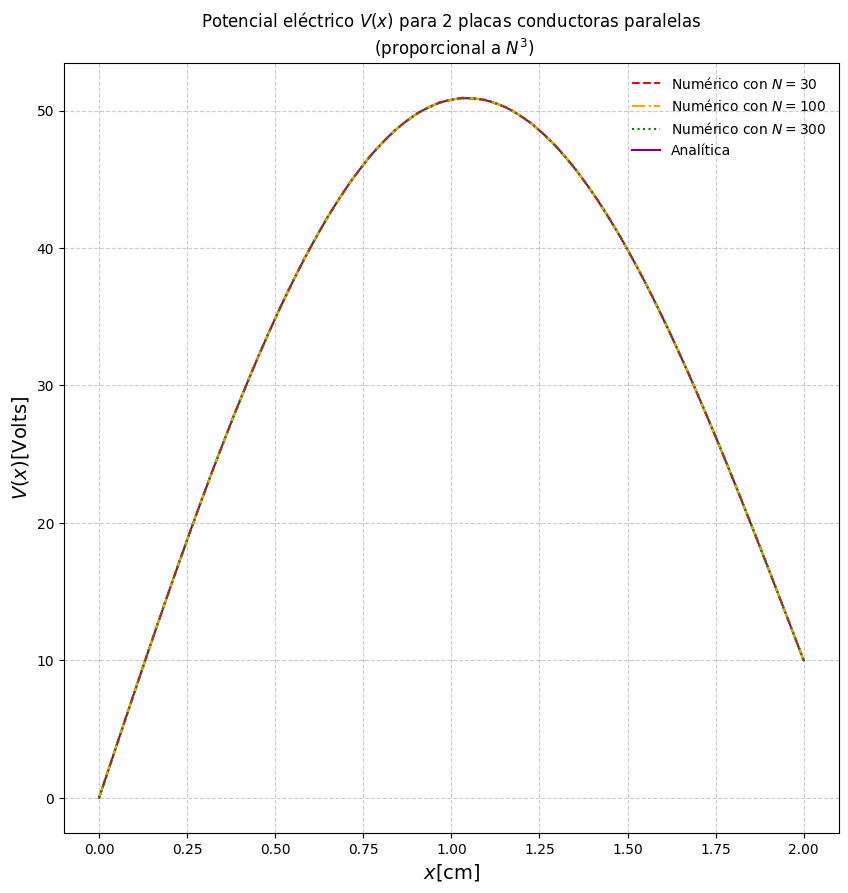 Potencial eléctrico V(x) para 2 placas conductoras paralelas
(proporcional a N³)
Numérico con N = 30
Numérico con N = 100
Numérico con N = 300
Analítica
V(x)[Volts]
50
40
30
20
10
0
0.00 0.25 0.50 0.75 1.00 1.25 1.50 1.75 2.00
x[cm]